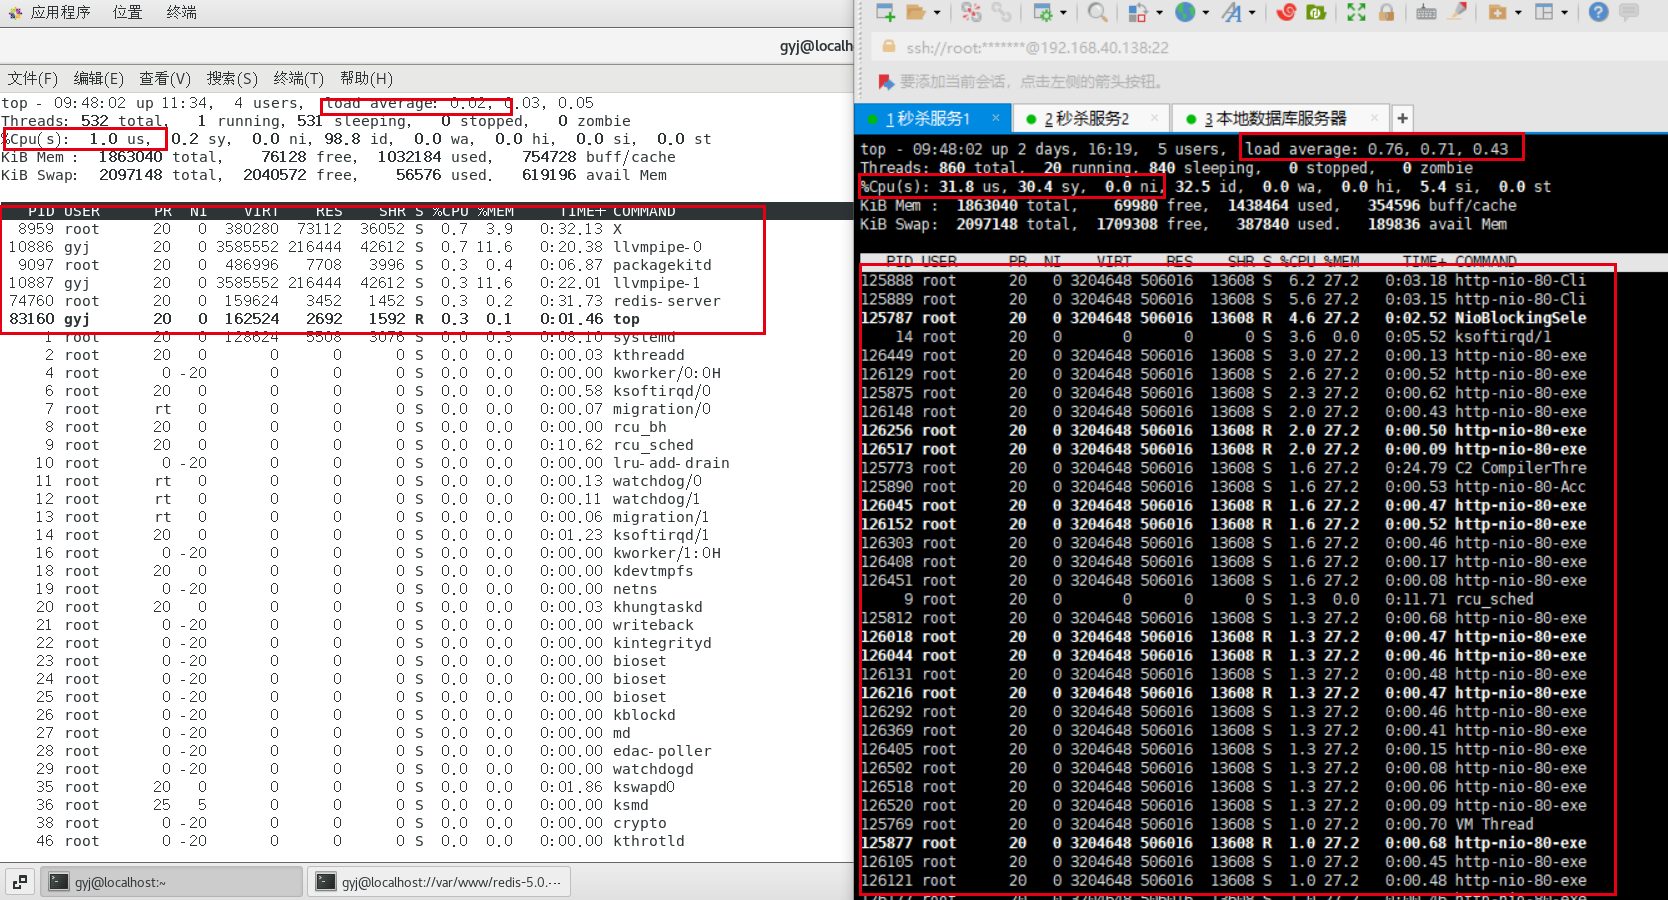 应用程序 位置 终端
gyj@localh
文件(F) 编辑(E) 查看(V) 搜索(S) 终端(T) 帮助(H)
top - 09:48:02 up 11:34, 4 users, load average: 0.02, 0.03, 0.05
Threads: 532 total, 1 running, 531 sleeping, 0 stopped, 0 zombie
%Cpu(s): 1.0 us, 0.2 sy, 0.0 ni, 98.8 id, 0.0 wa, 0.0 hi, 0.0 si, 0.0 st
KiB Mem : 1863040 total, 76128 free, 1032184 used, 754728 buff/cache
KiB Swap: 2097148 total, 2040572 free, 56576 used. 619196 avail Mem
PID USER PR NI VIRT RES SHR S %CPU %MEM TIME+ COMMAND
8959 root 20 0 380280 73112 36052 S 0.7 3.9 0:32.13 X
10886 gyj 20 0 3585552 216444 42612 S 0.7 11.6 0:20.38 llvmpipe-0
9097 root 20 0 486996 7708 3996 S 0.3 0.4 0:06.87 packagekitd
10887 gyj 20 0 3585552 216444 42612 S 0.3 11.6 0:22.01 llvmpipe-1
74760 root 20 0 159624 3452 1452 S 0.3 0.2 0:31.73 redis-server
83160 gyj 20 0 162524 2692 1592 R 0.3 0.1 0:01.46 top
1 root 20 0 128624 5508 3076 S 0.0 0.3 0:08.10 systemd
2 root 20 0 0 0 0 S 0.0 0.0 0:00.03 kthreadd
4 root 0 -20 0 0 0 S 0.0 0.0 0:00.00 kworker/0:0H
6 root 20 0 0 0 0 S 0.0 0.0 0:00.58 ksoftirqd/0
7 root rt 0 0 0 0 S 0.0 0.0 0:00.07 migration/0
8 root 20 0 0 0 0 S 0.0 0.0 0:00.00 rcu_bh
9 root 20 0 0 0 0 S 0.0 0.0 0:10.62 rcu_sched
10 root 0 -20 0 0 0 S 0.0 0.0 0:00.00 lru-add-drain
11 root rt 0 0 0 0 S 0.0 0.0 0:00.13 watchdog/0
12 root rt 0 0 0 0 S 0.0 0.0 0:00.11 watchdog/1
13 root rt 0 0 0 0 S 0.0 0.0 0:00.06 migration/1
14 root 20 0 0 0 0 S 0.0 0.0 0:01.23 ksoftirqd/1
16 root 0 -20 0 0 0 S 0.0 0.0 0:00.00 kworker/1:0H
18 root 20 0 0 0 0 S 0.0 0.0 0:00.00 kdevtmpfs
19 root 0 -20 0 0 0 S 0.0 0.0 0:00.00 netns
20 root 20 0 0 0 0 S 0.0 0.0 0:00.03 khungtaskd
21 root 0 -20 0 0 0 S 0.0 0.0 0:00.00 writeback
22 root 0 -20 0 0 0 S 0.0 0.0 0:00.00 kintegrityd
23 root 0 -20 0 0 0 S 0.0 0.0 0:00.00 bioset
24 root 0 -20 0 0 0 S 0.0 0.0 0:00.00 bioset
25 root 0 -20 0 0 0 S 0.0 0.0 0:00.00 bioset
26 root 0 -20 0 0 0 S 0.0 0.0 0:00.00 kblockd
27 root 0 -20 0 0 0 S 0.0 0.0 0:00.00 md
28 root 0 -20 0 0 0 S 0.0 0.0 0:00.00 edac-poller
29 root 0 -20 0 0 0 S 0.0 0.0 0:00.00 watchdogd
35 root 20 0 0 0 0 S 0.0 0.0 0:01.86 kswapd0
36 root 25 5 0 0 0 S 0.0 0.0 0:00.00 ksmd
38 root 0 -20 0 0 0 S 0.0 0.0 0:00.00 crypto
46 root 0 -20 0 0 0 S 0.0 0.0 0:00.00 kthrotld
gyj@localhost:~ gyj@localhost://var/www/redis-5.0.···
ssh://root:*******@192.168.40.138:22
要添加当前会话，点击左侧的箭头按钮。
1 秒杀服务1 × 2 秒杀服务2 × 3 本地数据库服务器 × +
top - 09:48:02 up 2 days, 16:19, 5 users, load average: 0.76, 0.71, 0.43
Threads: 860 total, 20 running, 840 sleeping, 0 stopped, 0 zombie
%Cpu(s): 31.8 us, 30.4 sy, 0.0 ni, 32.5 id, 0.0 wa, 0.0 hi, 5.4 si, 0.0 st
KiB Mem : 1863040 total, 69980 free, 1438464 used, 354596 buff/cache
KiB Swap: 2097148 total, 1709308 free, 387840 used. 189836 avail Mem
PID USER PR NI VIRT RES SHR S %CPU %MEM TIME+ COMMAND
125888 root 20 0 3204648 506016 13608 S 6.2 27.2 0:03.18 http-nio-80-Cli
125889 root 20 0 3204648 506016 13608 S 5.6 27.2 0:03.15 http-nio-80-Cli
125787 root 20 0 3204648 506016 13608 R 4.6 27.2 0:02.52 NioBlockingSele
14 root 20 0 0 0 0 S 3.6 0.0 0:05.52 ksoftirqd/1
126449 root 20 0 3204648 506016 13608 S 3.0 27.2 0:00.13 http-nio-80-exe
126129 root 20 0 3204648 506016 13608 S 2.6 27.2 0:00.52 http-nio-80-exe
125875 root 20 0 3204648 506016 13608 S 2.3 27.2 0:00.62 http-nio-80-exe
126148 root 20 0 3204648 506016 13608 S 2.0 27.2 0:00.43 http-nio-80-exe
126256 root 20 0 3204648 506016 13608 R 2.0 27.2 0:00.50 http-nio-80-exe
126517 root 20 0 3204648 506016 13608 R 2.0 27.2 0:00.09 http-nio-80-exe
125773 root 20 0 3204648 506016 13608 S 1.6 27.2 0:24.79 C2 CompilerThre
125890 root 20 0 3204648 506016 13608 S 1.6 27.2 0:00.53 http-nio-80-Acc
126045 root 20 0 3204648 506016 13608 R 1.6 27.2 0:00.47 http-nio-80-exe
126152 root 20 0 3204648 506016 13608 R 1.6 27.2 0:00.52 http-nio-80-exe
126303 root 20 0 3204648 506016 13608 S 1.6 27.2 0:00.46 http-nio-80-exe
126408 root 20 0 3204648 506016 13608 S 1.6 27.2 0:00.17 http-nio-80-exe
126451 root 20 0 3204648 506016 13608 S 1.6 27.2 0:00.08 http-nio-80-exe
9 root 20 0 0 0 0 S 1.3 0.0 0:11.71 rcu_sched
125812 root 20 0 3204648 506016 13608 S 1.3 27.2 0:00.68 http-nio-80-exe
126018 root 20 0 3204648 506016 13608 R 1.3 27.2 0:00.47 http-nio-80-exe
126044 root 20 0 3204648 506016 13608 R 1.3 27.2 0:00.46 http-nio-80-exe
126131 root 20 0 3204648 506016 13608 S 1.3 27.2 0:00.48 http-nio-80-exe
126216 root 20 0 3204648 506016 13608 R 1.3 27.2 0:00.47 http-nio-80-exe
126292 root 20 0 3204648 506016 13608 S 1.3 27.2 0:00.46 http-nio-80-exe
126369 root 20 0 3204648 506016 13608 S 1.3 27.2 0:00.41 http-nio-80-exe
126405 root 20 0 3204648 506016 13608 S 1.3 27.2 0:00.15 http-nio-80-exe
126502 root 20 0 3204648 506016 13608 S 1.3 27.2 0:00.08 http-nio-80-exe
126518 root 20 0 3204648 506016 13608 S 1.3 27.2 0:00.06 http-nio-80-exe
126520 root 20 0 3204648 506016 13608 S 1.3 27.2 0:00.09 http-nio-80-exe
125769 root 20 0 3204648 506016 13608 S 1.0 27.2 0:00.70 VM Thread
125877 root 20 0 3204648 506016 13608 R 1.0 27.2 0:00.68 http-nio-80-exe
126105 root 20 0 3204648 506016 13608 S 1.0 27.2 0:00.45 http-nio-80-exe
126121 root 20 0 3204648 506016 13608 S 1.0 27.2 0:00.48 http-nio-80-exe